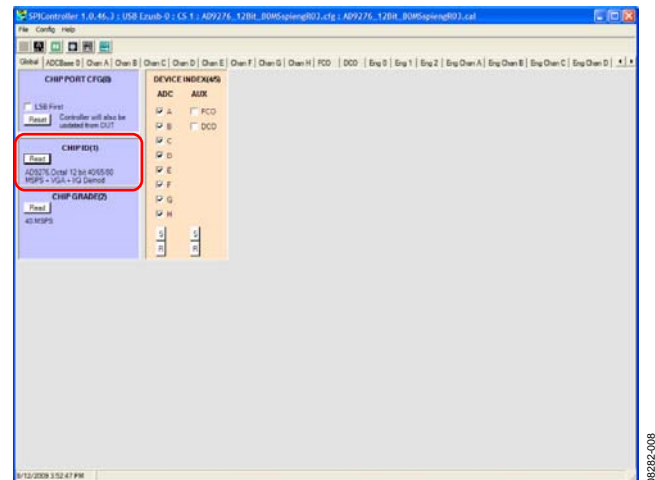 SPIController 1.0.46.3 : USB Ezusb-0 : CS 1 : AD9276_12Bit_80MSspiengR03.cfg : AD9276_12Bit_80MSspiengR03.cal
File Config Help
Global ADCBase 0 Chan A Chan B Chan C Chan D Chan E Chan F Chan G Chan H FCO DCO Eng 0 Eng 1 Eng 2 Eng Chan A Eng Chan B Eng Chan C Eng Chan D
CHIP PORT CFG(0)
LSB First
Reset Controller will also be
updated from DUT
CHIP ID(1)
Read
AD9276 Octal 12 bit 40/65/80
MSPS + VGA + I/Q Demod
CHIP GRADE(2)
Read
40 MSPS
DEVICE INDEX(4/5)
ADC AUX
A FCO
B DCO
C
D
E
F
G
H
S S
R R
9/12/2009 3:52:47 PM
08282-008